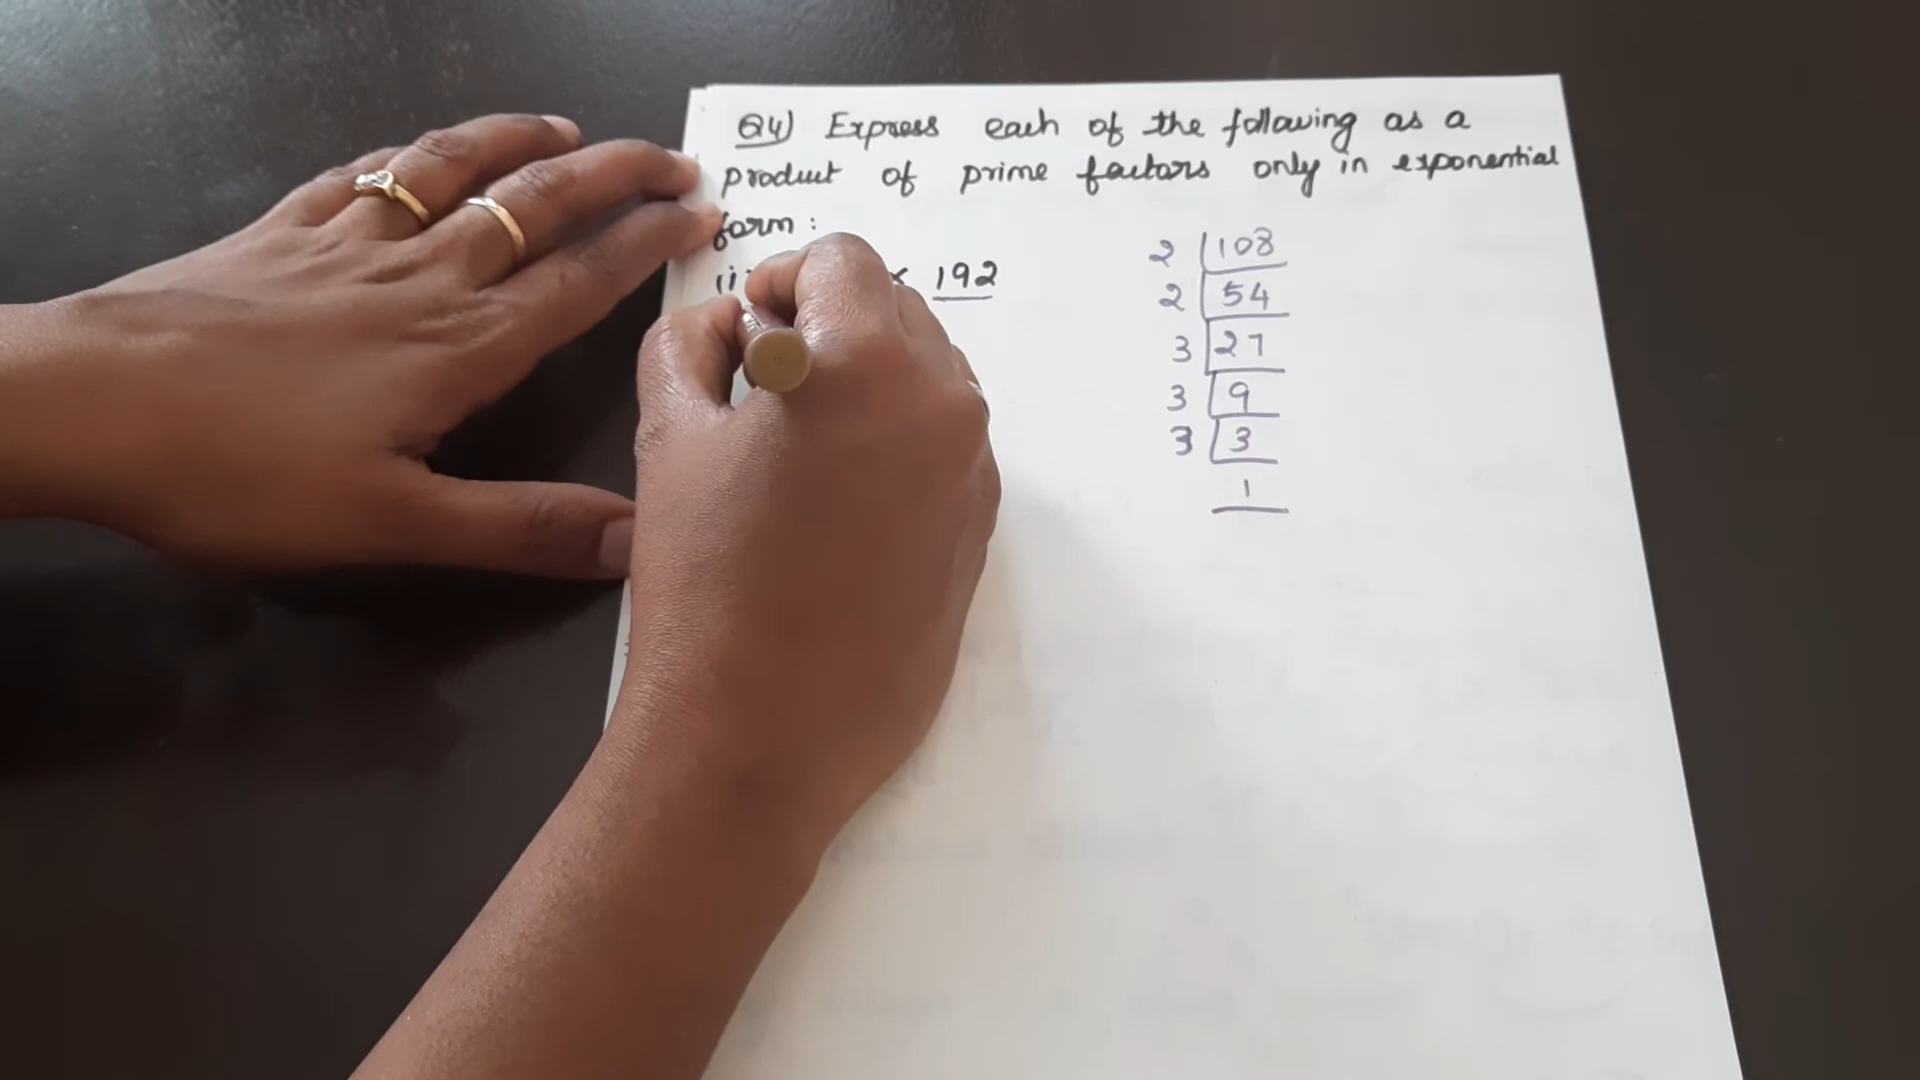 Q4) Express each of the following as a
product of prime factors only in exponential
form :
(i × 192
2 108
2 54
3 27
3 9
3 3
1